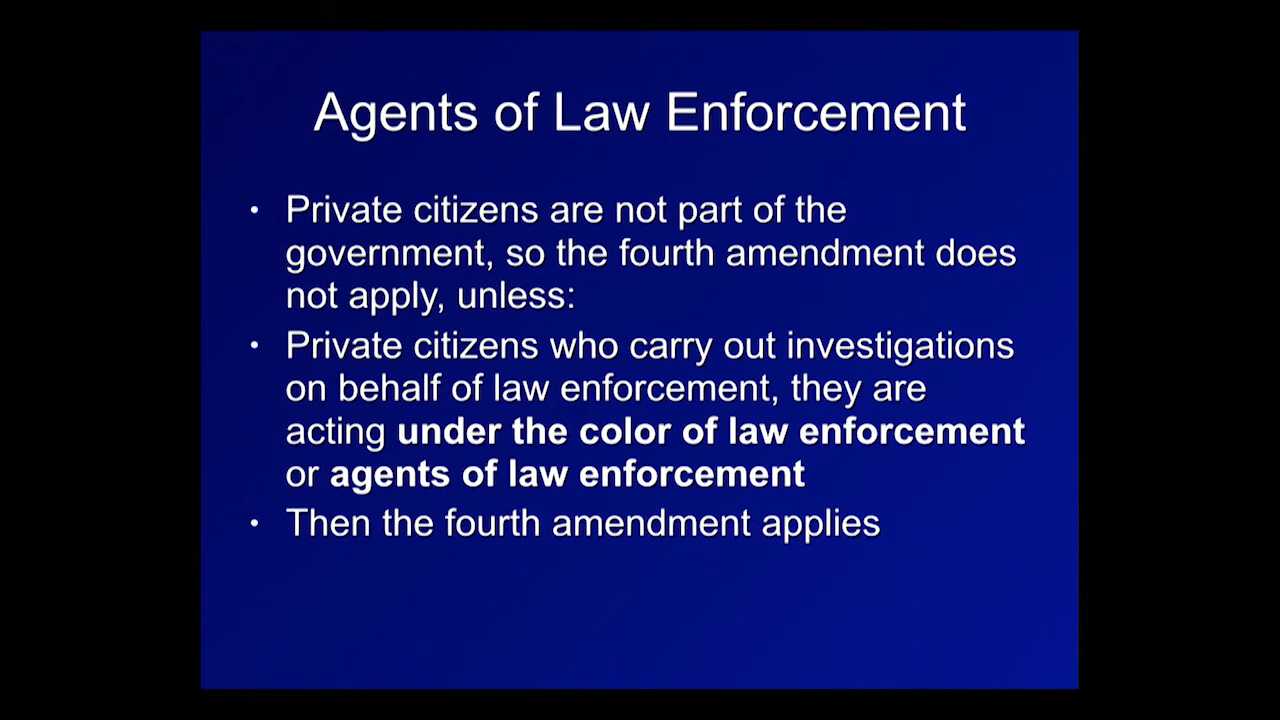 Agents of Law Enforcement
• Private citizens are not part of the
government, so the fourth amendment does
not apply, unless:
• Private citizens who carry out investigations
on behalf of law enforcement, they are
acting under the color of law enforcement
or agents of law enforcement
• Then the fourth amendment applies